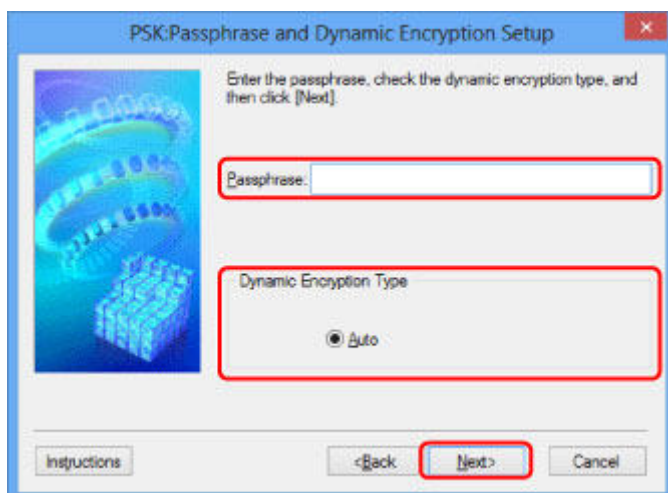 PSK:Passphrase and Dynamic Encryption Setup
Enter the passphrase, check the dynamic encryption type, and
then click [Next].
Passphrase:
Dynamic Encryption Type
Auto
Instructions
<Back
Next>
Cancel